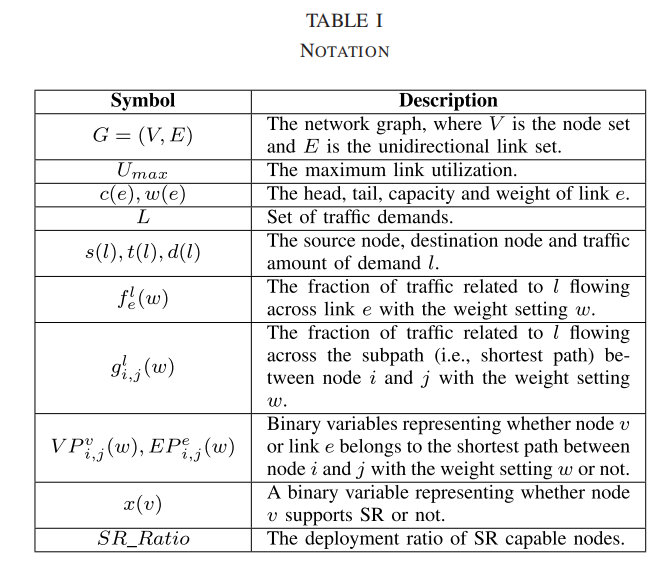 TABLE I
NOTATION
Symbol Description
G = (V, E) The network graph, where V is the node set
and E is the unidirectional link set.
U_max The maximum link utilization.
c(e), w(e) The head, tail, capacity and weight of link e.
L Set of traffic demands.
s(l), t(l), d(l) The source node, destination node and traffic
amount of demand l.
f_e^l(w) The fraction of traffic related to l flowing
across link e with the weight setting w.
g_{i,j}^l(w) The fraction of traffic related to l flowing
across the subpath (i.e., shortest path) be-
tween node i and j with the weight setting
w.
VP_{i,j}^v(w), EP_{i,j}^e(w) Binary variables representing whether node v
or link e belongs to the shortest path between
node i and j with the weight setting w or not.
x(v) A binary variable representing whether node
v supports SR or not.
SR_Ratio The deployment ratio of SR capable nodes.